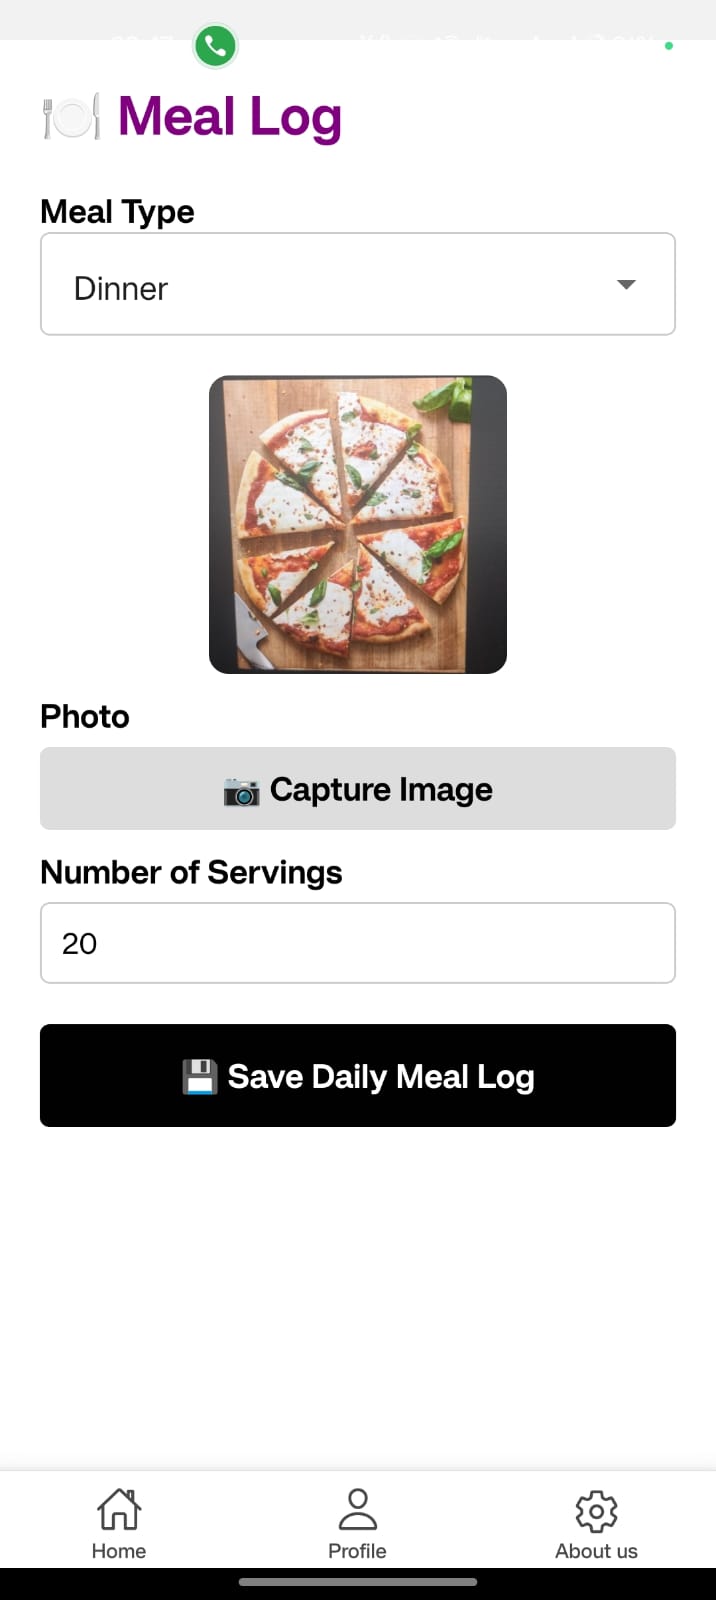 Meal Log
Meal Type
Dinner
Photo
Capture Image
Number of Servings
20
Save Daily Meal Log
Home
Profile
About us